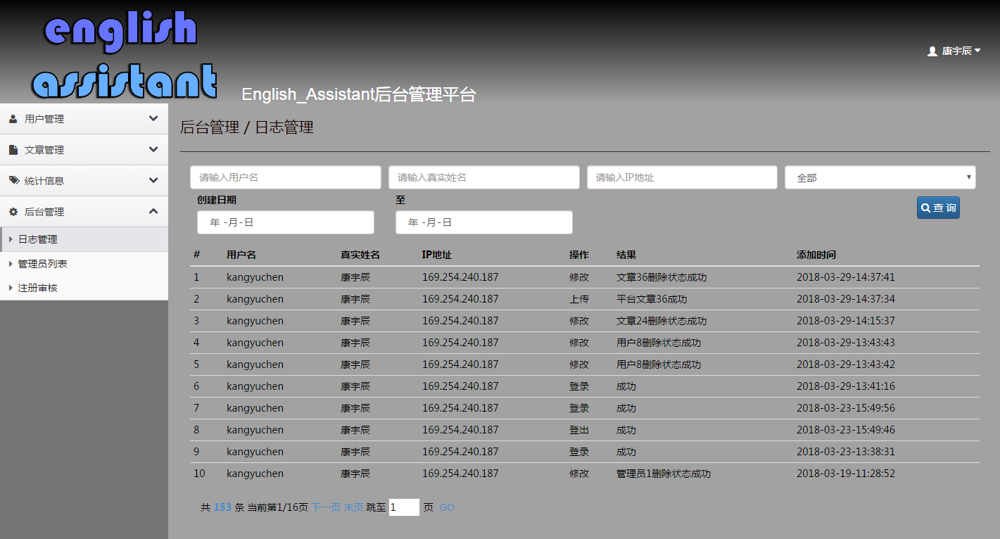 english
assistant
English_Assistant后台管理平台
康宇辰
用户管理
文章管理
统计信息
后台管理
日志管理
管理员列表
注册审核
后台管理 / 日志管理
请输入用户名 请输入真实姓名 请输入IP地址 全部
创建日期 至
年 -月-日 年 -月-日 查 询
# 用户名 真实姓名 IP地址 操作 结果 添加时间
1 kangyuchen 康宇辰 169.254.240.187 修改 文章36删除状态成功 2018-03-29-14:37:41
2 kangyuchen 康宇辰 169.254.240.187 上传 平台文章36成功 2018-03-29-14:37:34
3 kangyuchen 康宇辰 169.254.240.187 修改 文章24删除状态成功 2018-03-29-14:15:37
4 kangyuchen 康宇辰 169.254.240.187 修改 用户8删除状态成功 2018-03-29-13:43:43
5 kangyuchen 康宇辰 169.254.240.187 修改 用户8删除状态成功 2018-03-29-13:43:42
6 kangyuchen 康宇辰 169.254.240.187 登录 成功 2018-03-29-13:41:16
7 kangyuchen 康宇辰 169.254.240.187 登录 成功 2018-03-23-15:49:56
8 kangyuchen 康宇辰 169.254.240.187 登出 成功 2018-03-23-15:49:46
9 kangyuchen 康宇辰 169.254.240.187 登录 成功 2018-03-23-13:38:31
10 kangyuchen 康宇辰 169.254.240.187 修改 管理员1删除状态成功 2018-03-19-11:28:52
共 153 条 当前第1/16页 下一页 末页 跳至 1 页 GO